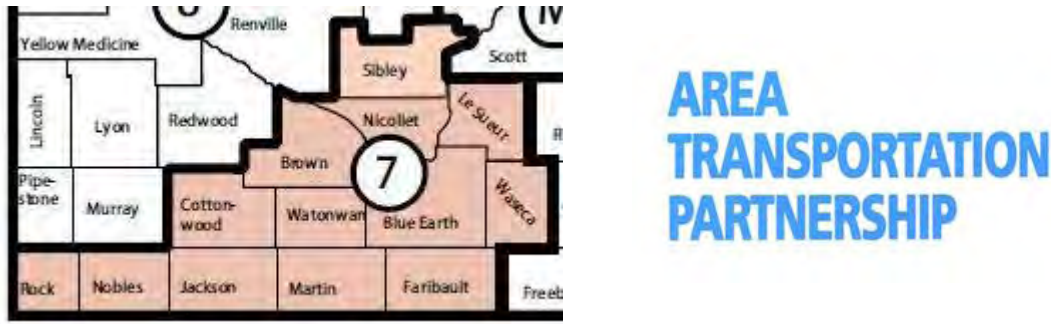 Renville
Yellow Medicine
Scott
Sibley
Lincoln
Lyon
Redwood
Nicollet
Le Sueur
Brown
7
Pipe-
stone
Murray
Cotton-
wood
Watonwan
Blue Earth
Waseca
Rock
Nobles
Jackson
Martin
Faribault
Freeb
AREA
TRANSPORTATION
PARTNERSHIP